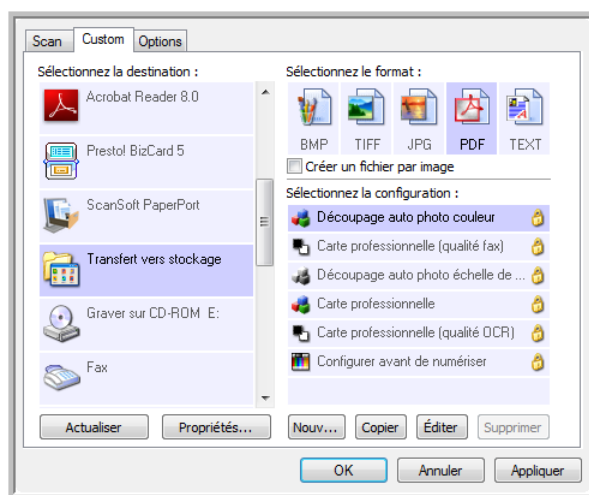 Scan Custom Options
Sélectionnez la destination :
Acrobat Reader 8.0
Presto! BizCard 5
ScanSoft PaperPort
Transfert vers stockage
Graver sur CD-ROM E:
Fax
Actualiser Propriétés...
Sélectionnez le format :
BMP TIFF JPG PDF TEXT
Créer un fichier par image
Sélectionnez la configuration :
Découpage auto photo couleur
Carte professionnelle (qualité fax)
Découpage auto photo échelle de ...
Carte professionnelle
Carte professionnelle (qualité OCR)
Configurer avant de numériser
Nouv... Copier Éditer Supprimer
OK Annuler Appliquer